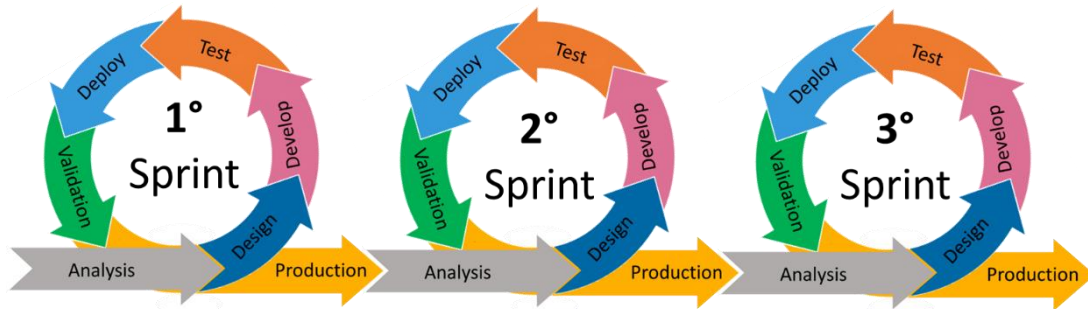 1°
Sprint
Analysis
Design
Develop
Test
Deploy
Validation
Production
2°
Sprint
Analysis
Design
Develop
Test
Deploy
Validation
Production
3°
Sprint
Analysis
Design
Develop
Test
Deploy
Validation
Production